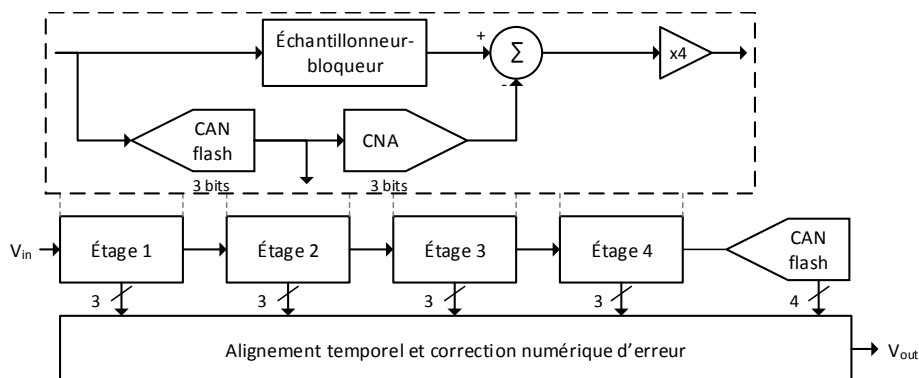 Échantillonneur-
bloqueur
+
Σ
-
x4
CAN
flash
3 bits
CNA
3 bits
Vin
Étage 1
Étage 2
Étage 3
Étage 4
CAN
flash
3
3
3
3
4
Alignement temporel et correction numérique d'erreur
Vout